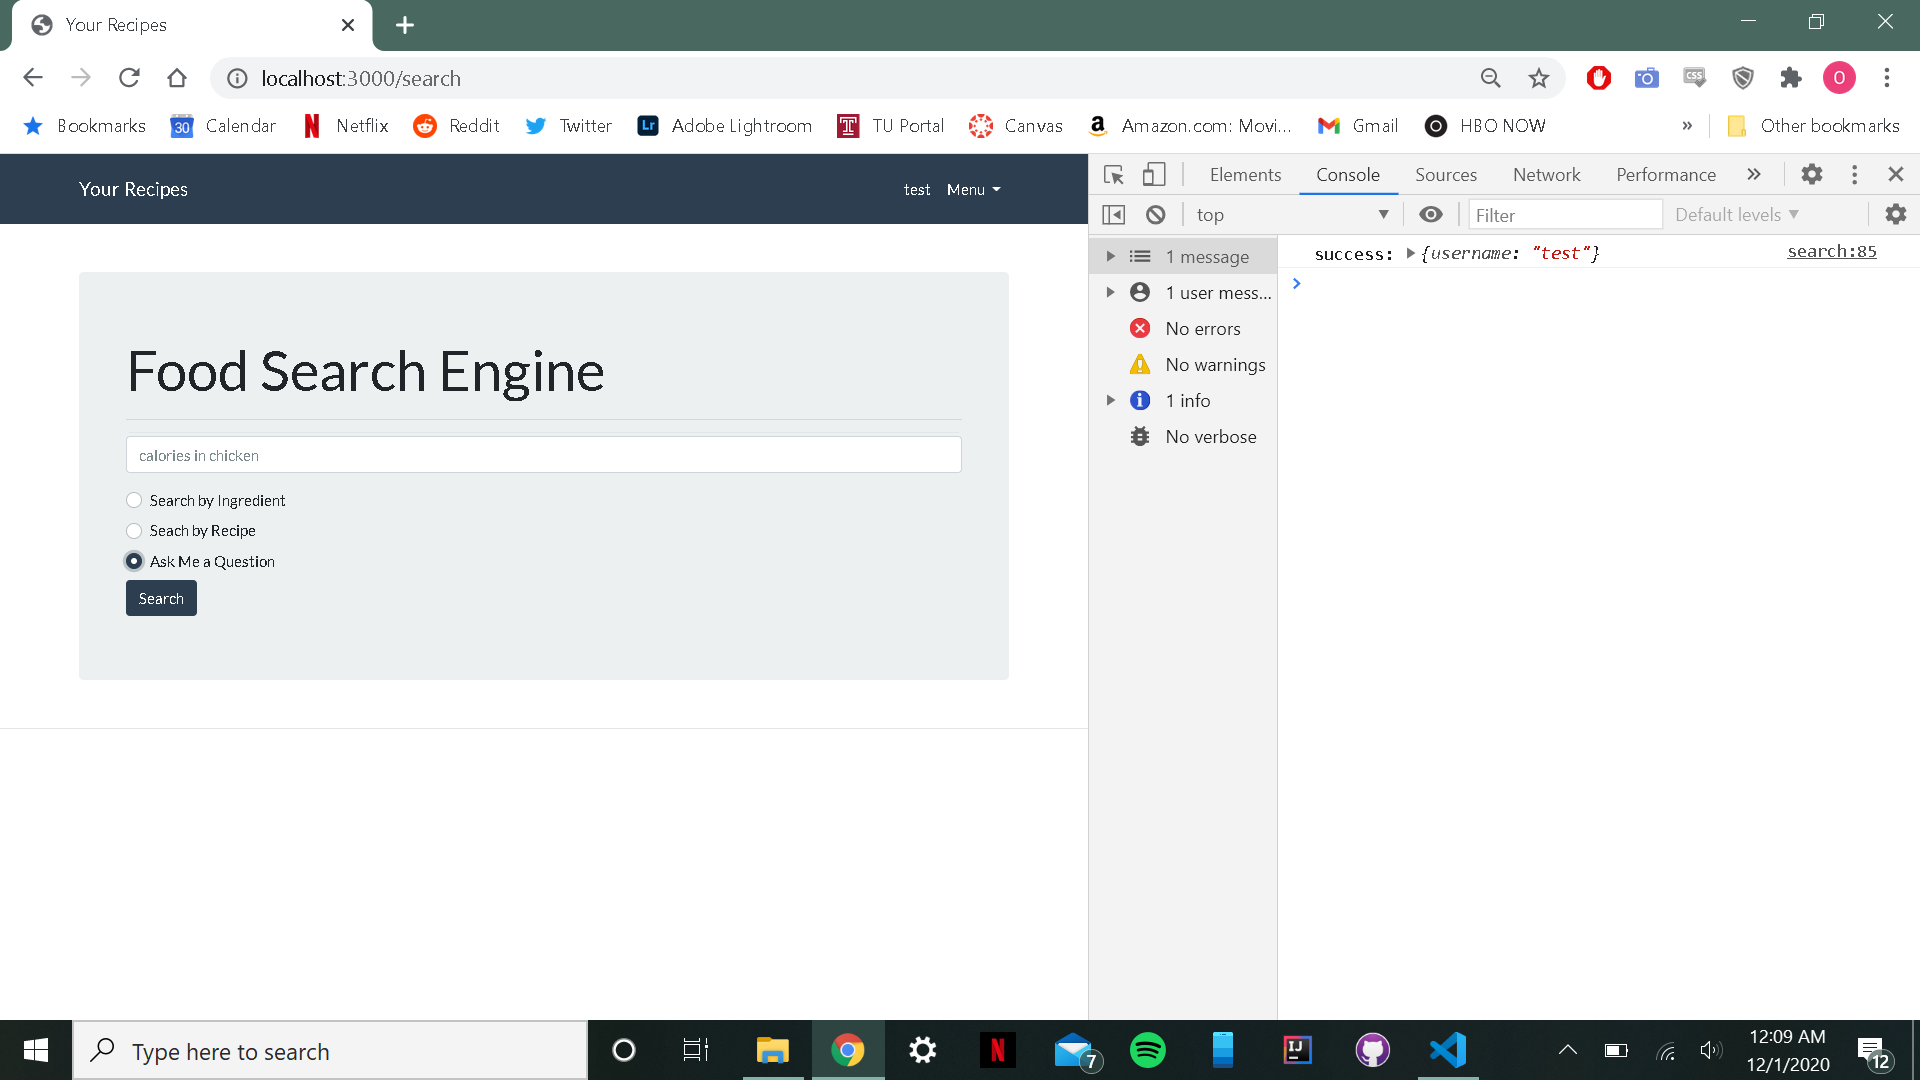 Your Recipes
localhost:3000/search
O
Bookmarks
30
Calendar
Netflix
Reddit
Twitter
Lr
Adobe Lightroom
TU Portal
Canvas
Amazon.com: Movi...
Gmail
HBO NOW
»
Other bookmarks
Your Recipes
test
Menu
Food Search Engine
calories in chicken
Search by Ingredient
Seach by Recipe
Ask Me a Question
Search
Elements
Console
Sources
Network
Performance
»
top
Filter
Default levels
1 message
1 user mess...
No errors
No warnings
1 info
No verbose
success: {username: "test"}
search:85
Type here to search
7
IJ
12:09 AM
12/1/2020
12